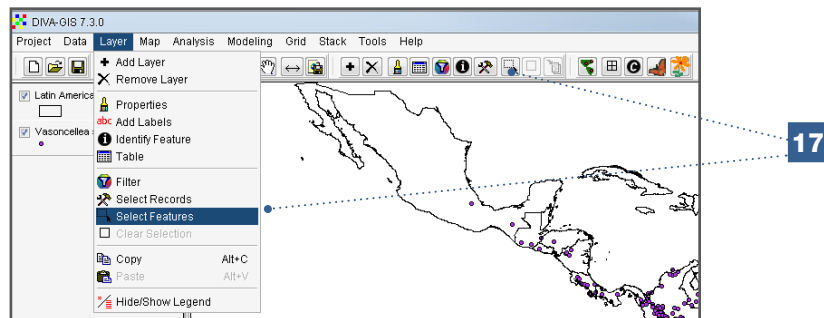 DIVA-GIS 7.3.0
Project Data Layer Map Analysis Modeling Grid Stack Tools Help
Add Layer
Remove Layer
Latin America
Properties
abc Add Labels
Vasoncellea
Identify Feature
Table
17
Filter
Select Records
Select Features
Clear Selection
Copy Alt+C
Paste Alt+V
Hide/Show Legend